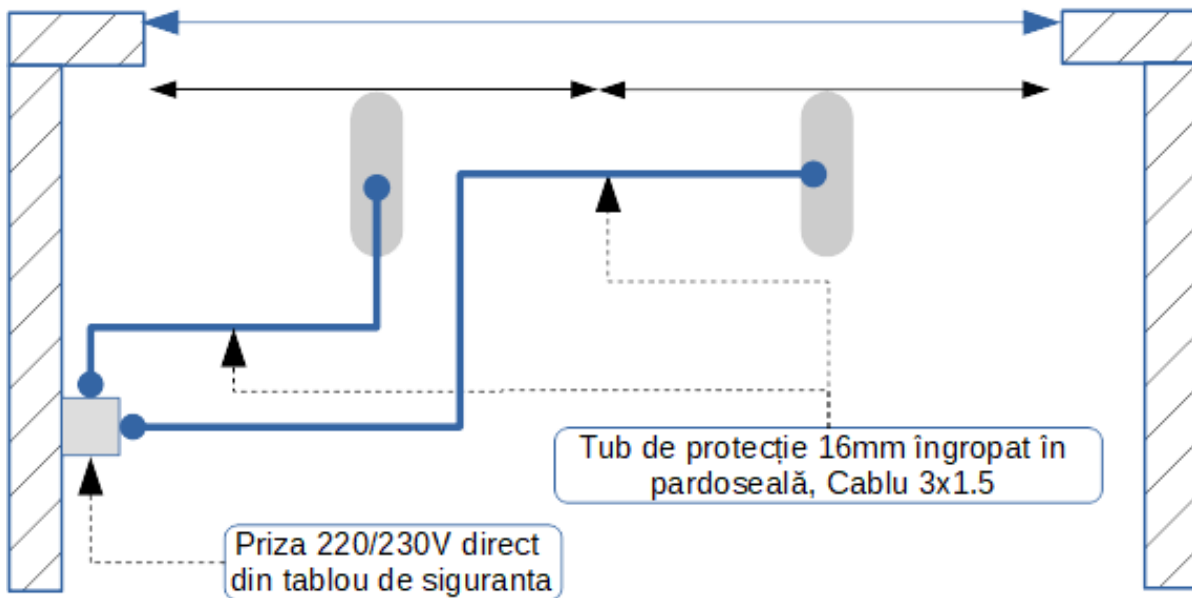 Tub de protecție 16mm îngropat în
pardoseală, Cablu 3x1.5
Priza 220/230V direct
din tablou de siguranta